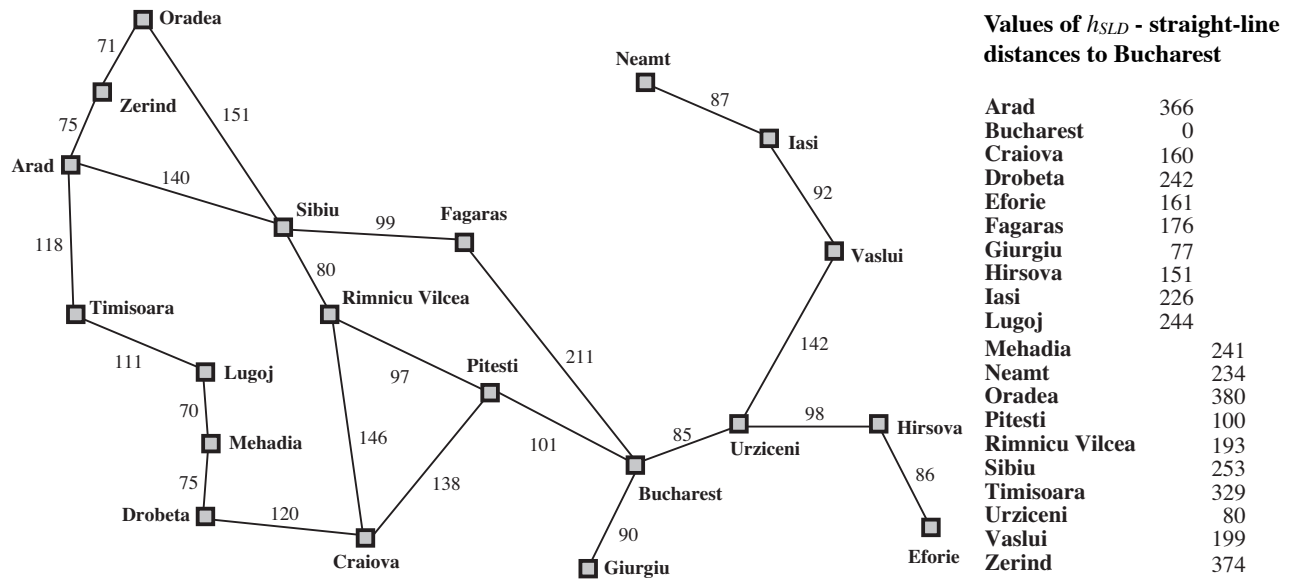 Oradea
71
Zerind
75
151
Arad
140
118
Sibiu
99
Fagaras
80
Timisoara
Rimnicu Vilcea
111
Lugoj
70
97
Pitesti
211
Mehadia
146
101
75
138
Drobeta
120
Craiova
Neamt
87
Iasi
92
Vaslui
142
98
Hirsova
85
Urziceni
86
Bucharest
90
Giurgiu
Eforie
Values of hSLD - straight-line
distances to Bucharest
Arad 366
Bucharest 0
Craiova 160
Drobeta 242
Eforie 161
Fagaras 176
Giurgiu 77
Hirsova 151
Iasi 226
Lugoj 244
Mehadia 241
Neamt 234
Oradea 380
Pitesti 100
Rimnicu Vilcea 193
Sibiu 253
Timisoara 329
Urziceni 80
Vaslui 199
Zerind 374